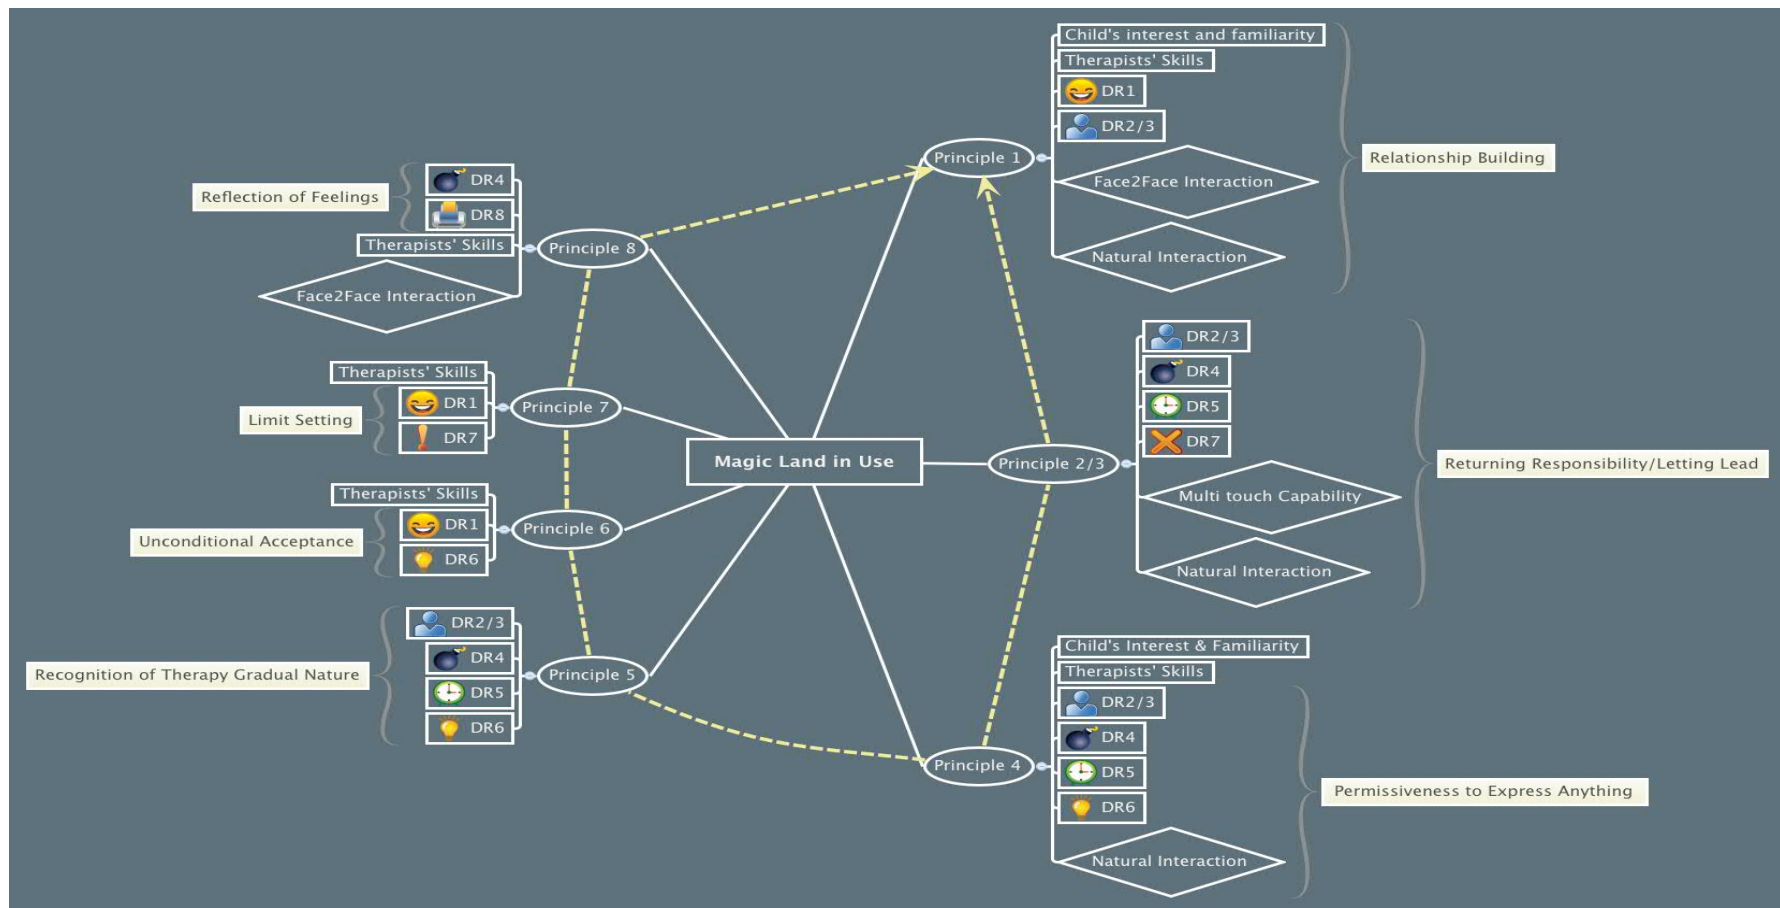 Magic Land in Use
Principle 1
Child's interest and familiarity
Therapists' Skills
DR1
DR2/3
Face2Face Interaction
Natural Interaction
Relationship Building
Principle 2/3
DR2/3
DR4
DR5
DR7
Multi touch Capability
Natural Interaction
Returning Responsibility/Letting Lead
Principle 4
Child's Interest & Familiarity
Therapists' Skills
DR2/3
DR4
DR5
DR6
Natural Interaction
Permissiveness to Express Anything
Principle 5
DR2/3
DR4
DR5
DR6
Recognition of Therapy Gradual Nature
Principle 6
Therapists' Skills
DR1
DR6
Unconditional Acceptance
Principle 7
Therapists' Skills
DR1
DR7
Limit Setting
Principle 8
DR4
DR8
Therapists' Skills
Face2Face Interaction
Reflection of Feelings